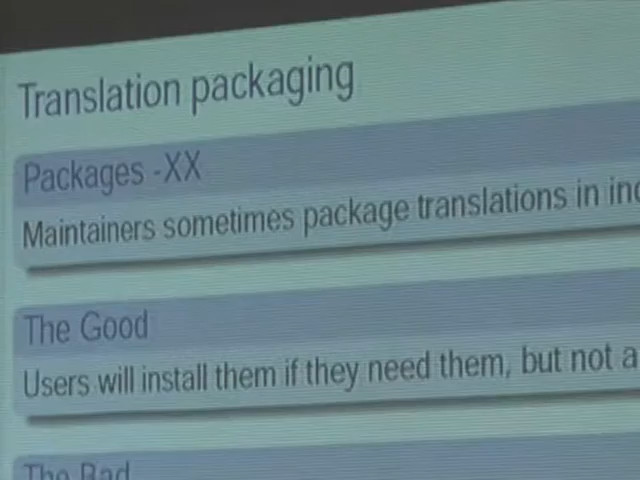 Translation packaging
Packages -XX
Maintainers sometimes package translations in
The Good
Users will install them if they need them, but not a
The Bad